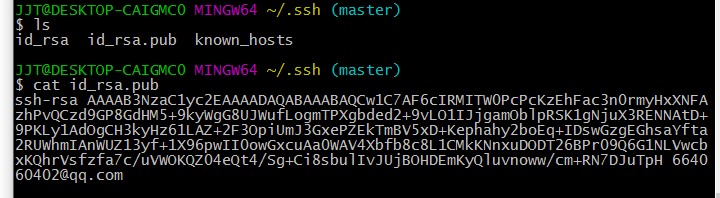 JJT@DESKTOP-CAIGMC0 MINGW64 ~/.ssh (master)
$ ls
id_rsa  id_rsa.pub  known_hosts
JJT@DESKTOP-CAIGMC0 MINGW64 ~/.ssh (master)
$ cat id_rsa.pub
ssh-rsa AAAAB3NzaC1yc2EAAAADAQABAAABAQCw1C7AF6cIRMITW0PcPcKzEhFac3n0rmyHxXNFA
zhPvQCzd9GP8GdHM5+9kyWgG8UJWufLogmTPXgbded2+9vLO1IJjgamOblpRSK1gNjuX3RENNAtD+
9PKLy1AdOgCH3kyHz61LAZ+2F3OpiUmJ3GxePZEkTmBV5xD+Kephahy2boEq+IDswGzgEGhsaYfta
2RUWhmIAnWUZ13yf+1X96pwII0owGxcuAa0WAV4Xbfb8c8L1CMkKNnxuDODT26BPr09Q6G1NLVwcb
xKQhrVsfzfa7c/uVWOKQZ04eQt4/Sg+Ci8sbulIvJUjBOHDEmKyQluvnoww/cm+RN7DJuTpH 6640
60402@qq.com